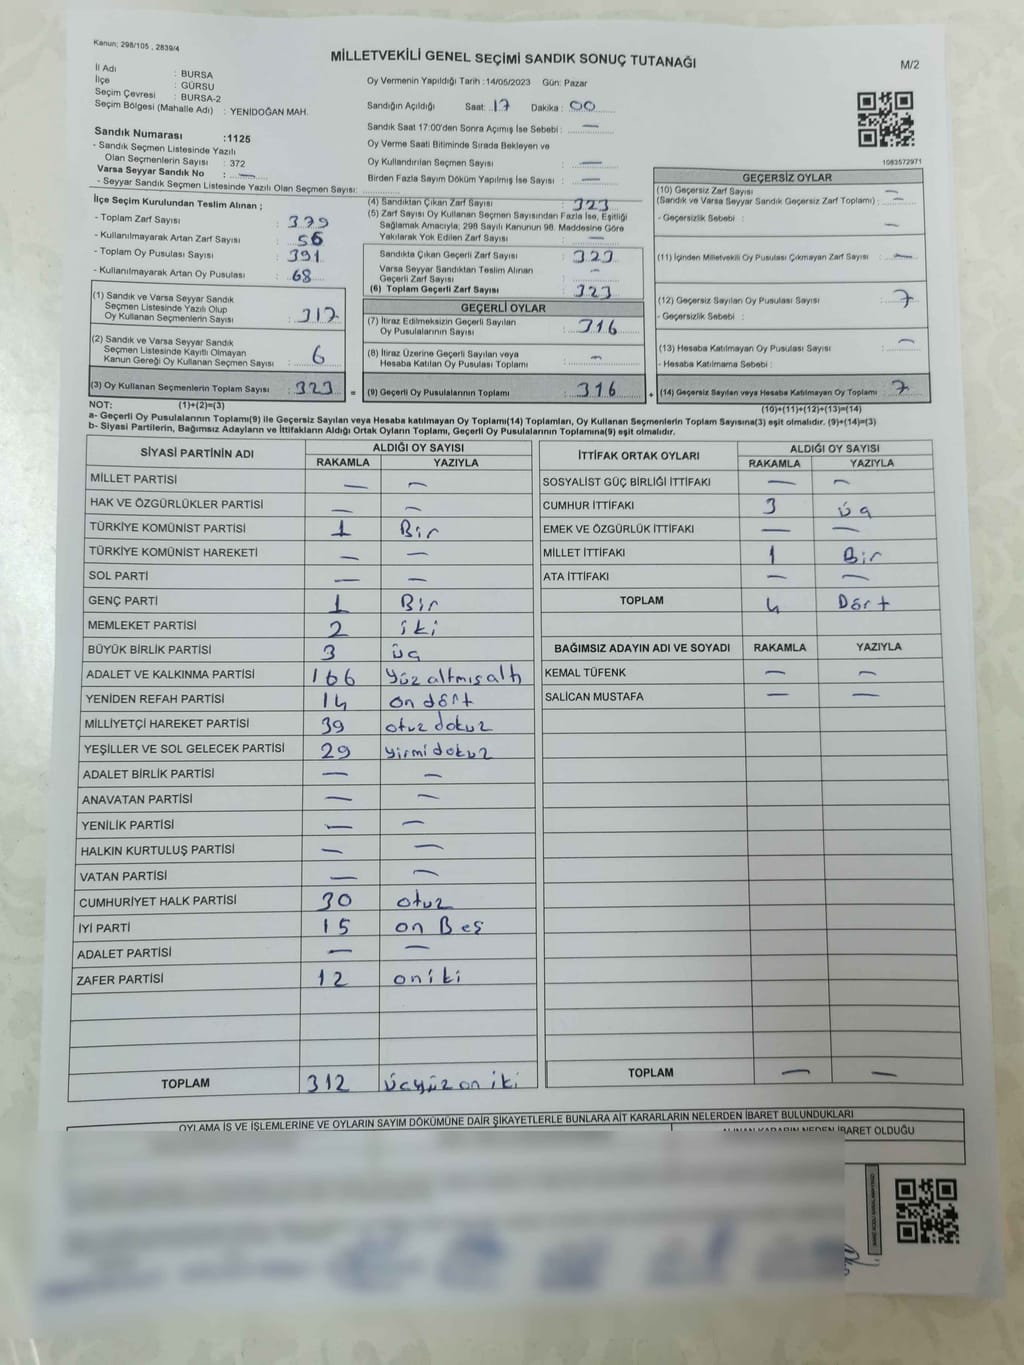 Kanun; 298/105 , 2839/4
MİLLETVEKİLİ GENEL SEÇİMİ SANDIK SONUÇ TUTANAĞI
M/2
İl Adı : BURSA
İlçe : GÜRSU
Seçim Çevresi : BURSA-2
Seçim Bölgesi (Mahalle Adı) : YENİDOĞAN MAH.
Sandık Numarası :1125
- Sandık Seçmen Listesinde Yazılı
Olan Seçmenlerin Sayısı : 372
Varsa Seyyar Sandık No : —
- Seyyar Sandık Seçmen Listesinde Yazılı Olan Seçmen Sayısı:
Oy Vermenin Yapıldığı Tarih :14/05/2023 Gün: Pazar
Sandığın Açıldığı Saat: 17 Dakika : 00
Sandık Saat 17:00'den Sonra Açımış İse Sebebi : —
Oy Verme Saati Bitiminde Sırada Bekleyen ve
Oy Kullandırılan Seçmen Sayısı —
Birden Fazla Sayım Döküm Yapılmış İse Sayısı : —
1083572971
İlçe Seçim Kurulundan Teslim Alınan ;
- Toplam Zarf Sayısı : 379
- Kullanılmayarak Artan Zarf Sayısı : 56
- Toplam Oy Pusulası Sayısı : 391
- Kullanılmayarak Artan Oy Pusulası : 68
(1) Sandık ve Varsa Seyyar Sandık
Seçmen Listesinde Yazılı Olup
Oy Kullanan Seçmenlerin Sayısı : 317
(2) Sandık ve Varsa Seyyar Sandık
Seçmen Listesinde Kayıtlı Olmayan
Kanun Gereği Oy Kullanan Seçmen Sayısı : 6
(3) Oy Kullanan Seçmenlerin Toplam Sayısı : 323 =
(4) Sandıktan Çıkan Zarf Sayısı : 323
(5) Zarf Sayısı Oy Kullanan Seçmen Sayısından Fazla İse, Eşitliği
Sağlamak Amacıyla; 298 Sayılı Kanunun 98. Maddesine Göre
Yakılarak Yok Edilen Zarf Sayısı : —
Sandıkta Çıkan Geçerli Zarf Sayısı : 323
Varsa Seyyar Sandıktan Teslim Alınan
Geçerli Zarf Sayısı : —
(6) Toplam Geçerli Zarf Sayısı : 323
GEÇERLİ OYLAR
(7) İtiraz Edilmeksizin Geçerli Sayılan
Oy Pusulalarının Sayısı : 316
(8) İtiraz Üzerine Geçerli Sayılan veya
Hesaba Katılan Oy Pusulaları Toplamı : —
(9) Geçerli Oy Pusulalarının Toplamı : 316 +
GEÇERSİZ OYLAR
(10) Geçersiz Zarf Sayısı : —
(Sandık ve Varsa Seyyar Sandık Geçersiz Zarf Toplamı) : —
- Geçersizlik Sebebi : —
(11) İçinden Milletvekili Oy Pusulası Çıkmayan Zarf Sayısı : —
(12) Geçersiz Sayılan Oy Pusulası Sayısı : 7
- Geçersizlik Sebebi :
(13) Hesaba Katılmayan Oy Pusulası Sayısı : —
- Hesaba Katılmama Sebebi :
(14) Geçersiz Sayılan veya Hesaba Katılmayan Oy Toplamı : 7
NOT: (1)+(2)=(3)
(10)+(11)+(12)+(13)=(14)
a- Geçerli Oy Pusulalarının Toplamı(9) ile Geçersiz Sayılan veya Hesaba katılmayan Oy Toplamı(14) Toplamları, Oy Kullanan Seçmenlerin Toplam Sayısına(3) eşit olmalıdır. (9)+(14)=(3)
b- Siyasi Partilerin, Bağımsız Adayların ve İttifakların Aldığı Ortak Oyların Toplamı, Geçerli Oy Pusulalarının Toplamına(9) eşit olmalıdır.
SİYASİ PARTİNİN ADI ALDIĞI OY SAYISI
RAKAMLA YAZIYLA
MİLLET PARTİSİ — —
HAK VE ÖZGÜRLÜKLER PARTİSİ — —
TÜRKİYE KOMÜNİST PARTİSİ 1 Bir
TÜRKİYE KOMÜNİST HAREKETİ — —
SOL PARTİ — —
GENÇ PARTİ 1 Bir
MEMLEKET PARTİSİ 2 iki
BÜYÜK BİRLİK PARTİSİ 3 üç
ADALET VE KALKINMA PARTİSİ 166 Yüz altmış altı
YENİDEN REFAH PARTİSİ 14 on dört
MİLLİYETÇİ HAREKET PARTİSİ 39 otuz dokuz
YEŞİLLER VE SOL GELECEK PARTİSİ 29 yirmi dokuz
ADALET BİRLİK PARTİSİ — —
ANAVATAN PARTİSİ — —
YENİLİK PARTİSİ — —
HALKIN KURTULUŞ PARTİSİ — —
VATAN PARTİSİ — —
CUMHURİYET HALK PARTİSİ 30 otuz
İYİ PARTİ 15 on Beş
ADALET PARTİSİ — —
ZAFER PARTİSİ 12 on iki
TOPLAM 312 üçyüz on iki
İTTİFAK ORTAK OYLARI ALDIĞI OY SAYISI
RAKAMLA YAZIYLA
SOSYALİST GÜÇ BİRLİĞİ İTTİFAKI — —
CUMHUR İTTİFAKI 3 üç
EMEK VE ÖZGÜRLÜK İTTİFAKI — —
MİLLET İTTİFAKI 1 Bir
ATA İTTİFAKI — —
TOPLAM 4 Dört
BAĞIMSIZ ADAYIN ADI VE SOYADI RAKAMLA YAZIYLA
KEMAL TÜFENK — —
SALİCAN MUSTAFA — —
TOPLAM — —
OYLAMA İŞ VE İŞLEMLERİNE VE OYLARIN SAYIM DÖKÜMÜNE DAİR ŞİKAYETLERLE BUNLARA AİT KARARLARIN NELERDEN İBARET BULUNDUKLARI
ALINAN KARARIN NEDEN İBARET OLDUĞU